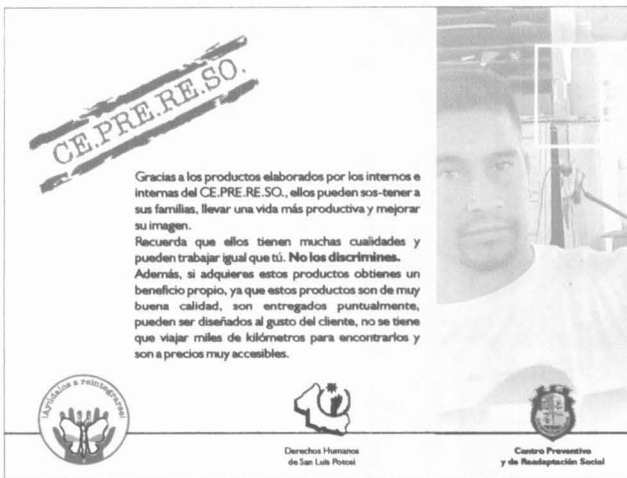 CE.PRE.RE.SO.
Gracias a los productos elaborados por los internos e
internas del CE.PRE.RE.SO., ellos pueden sos-tener a
sus familias, llevar una vida más productiva y mejorar
su imagen.
Recuerda que ellos tienen muchas cualidades y
pueden trabajar igual que tú. No los discrimines.
Además, si adquieres estos productos obtienes un
beneficio propio, ya que estos productos son de muy
buena calidad, son entregados puntualmente,
pueden ser diseñados al gusto del cliente, no se tiene
que viajar miles de kilómetros para encontrarlos y
son a precios muy accesibles.
¡Ayúdalos a reintegrarse!
Derechos Humanos
de San Luis Potosí
Centro Preventivo
y de Readaptación Social